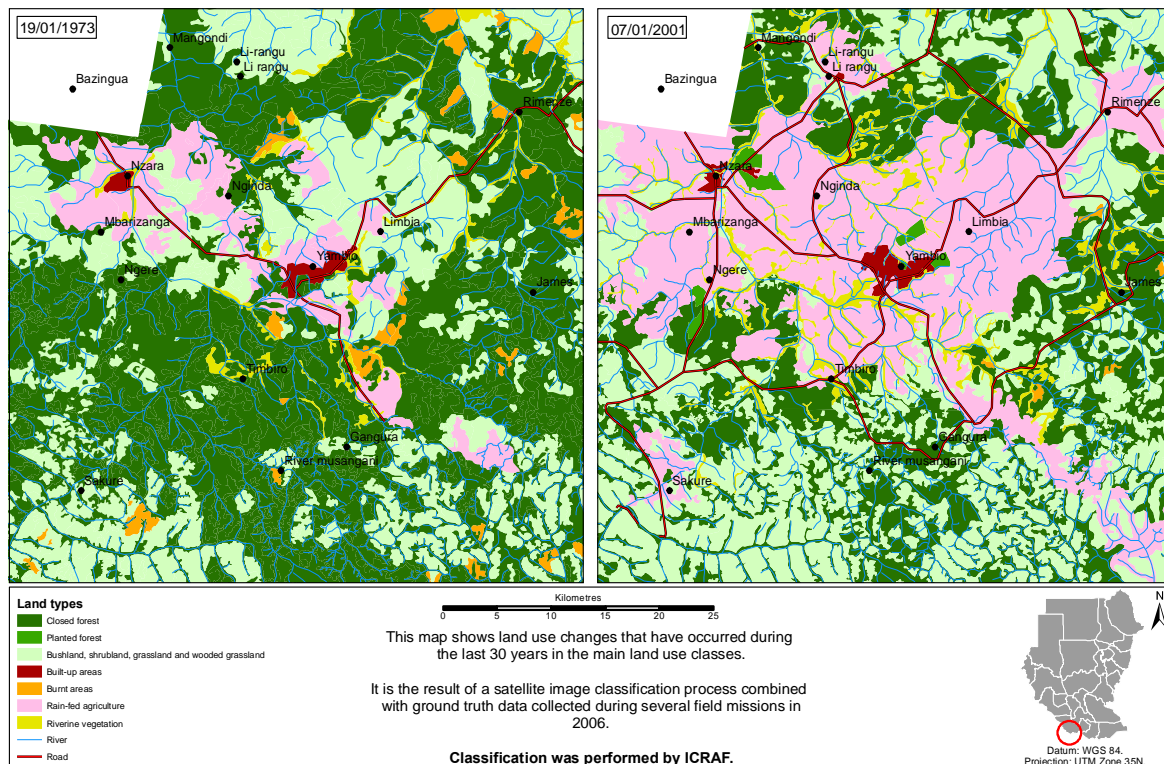 19/01/1973
Mangondi
Li-rangu
Li rangu
Bazingua
Rimenze
Nzara
Nginda
Mbarizanga
Limbia
Yambio
Ngere
James
Timbiro
Gangura
River musangani
Sakure
07/01/2001
Mangondi
Li-rangu
Li rangu
Bazingua
Rimenze
Nzara
Nginda
Mbarizanga
Limbia
Yambio
Ngere
James
Timbiro
Gangura
River musangani
Sakure
Land types
Closed forest
Planted forest
Bushland, shrubland, grassland and wooded grassland
Built-up areas
Burnt areas
Rain-fed agriculture
Riverine vegetation
River
Road
Kilometres
0 5 10 15 20 25
This map shows land use changes that have occurred during
the last 30 years in the main land use classes.
It is the result of a satellite image classification process combined
with ground truth data collected during several field missions in
2006.
Classification was performed by ICRAF.
N
Datum: WGS 84.
Projection: UTM Zone 35N